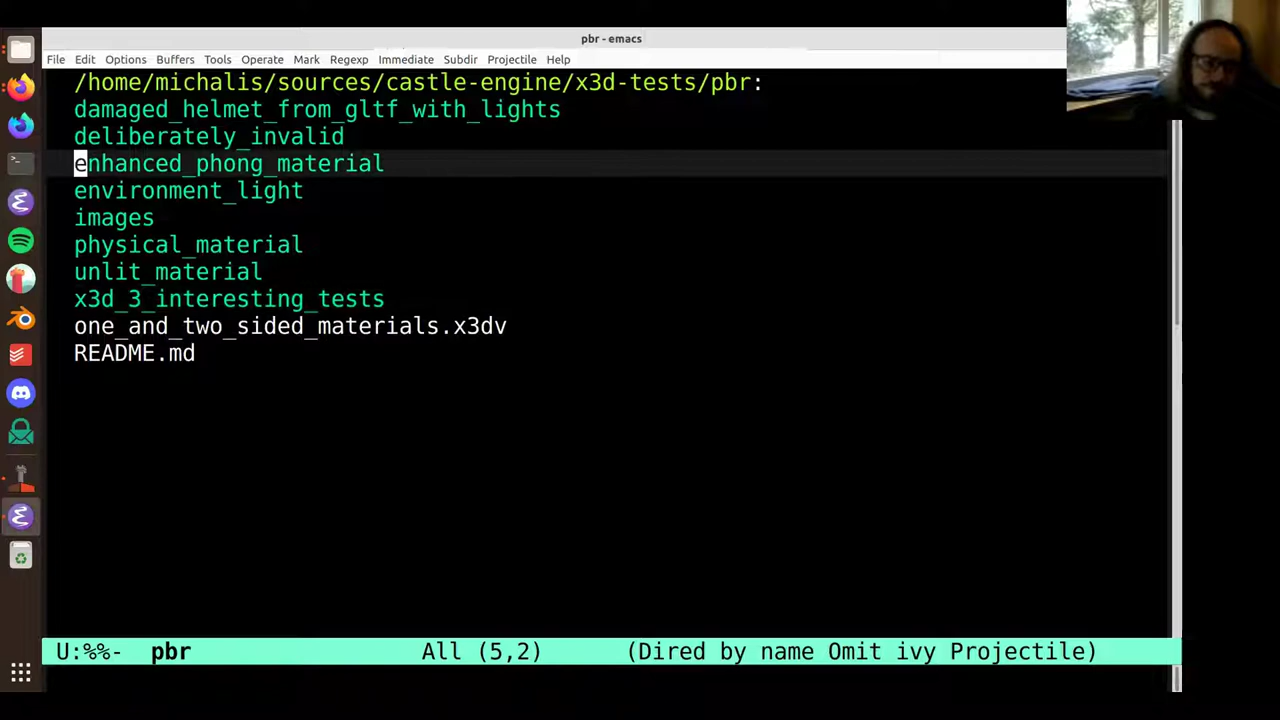 pbr - emacs
File Edit Options Buffers Tools Operate Mark Regexp Immediate Subdir Projectile Help
/home/michalis/sources/castle-engine/x3d-tests/pbr:
damaged_helmet_from_gltf_with_lights
deliberately_invalid
enhanced_phong_material
environment_light
images
physical_material
unlit_material
x3d_3_interesting_tests
one_and_two_sided_materials.x3dv
README.md
U:%%- pbr All (5,2) (Dired by name Omit ivy Projectile)